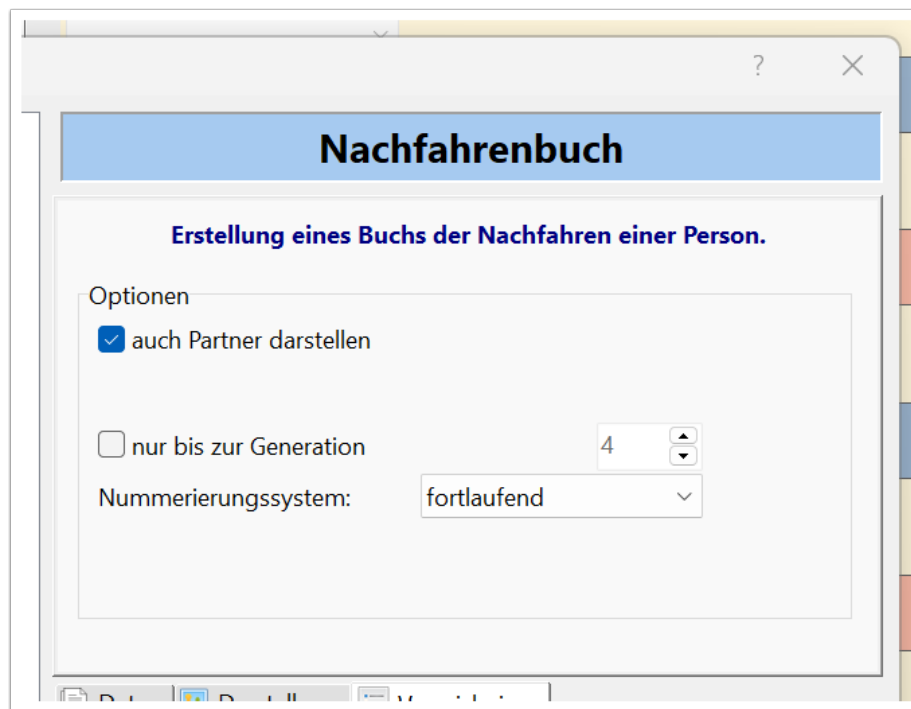 ?
Nachfahrenbuch
Erstellung eines Buchs der Nachfahren einer Person.
Optionen
auch Partner darstellen
nur bis zur Generation 4
Nummerierungssystem: fortlaufend